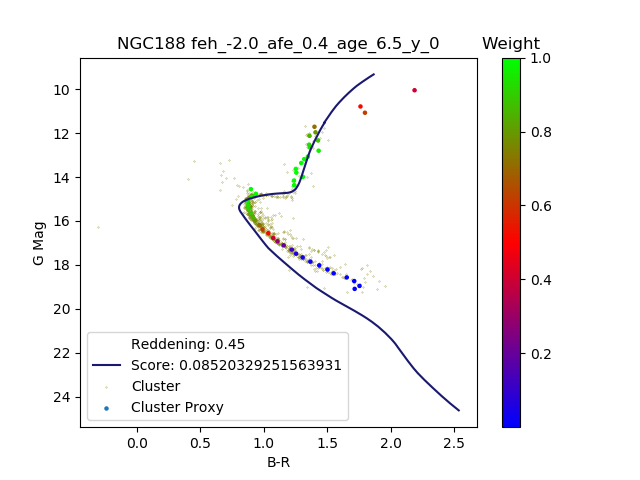 NGC188 feh_-2.0_afe_0.4_age_6.5_y_0
Weight
G Mag
10
12
14
16
18
20
22
24
0.0
0.5
1.0
1.5
2.0
2.5
B-R
Reddening: 0.45
Score: 0.08520329251563931
Cluster
Cluster Proxy
1.0
0.8
0.6
0.4
0.2